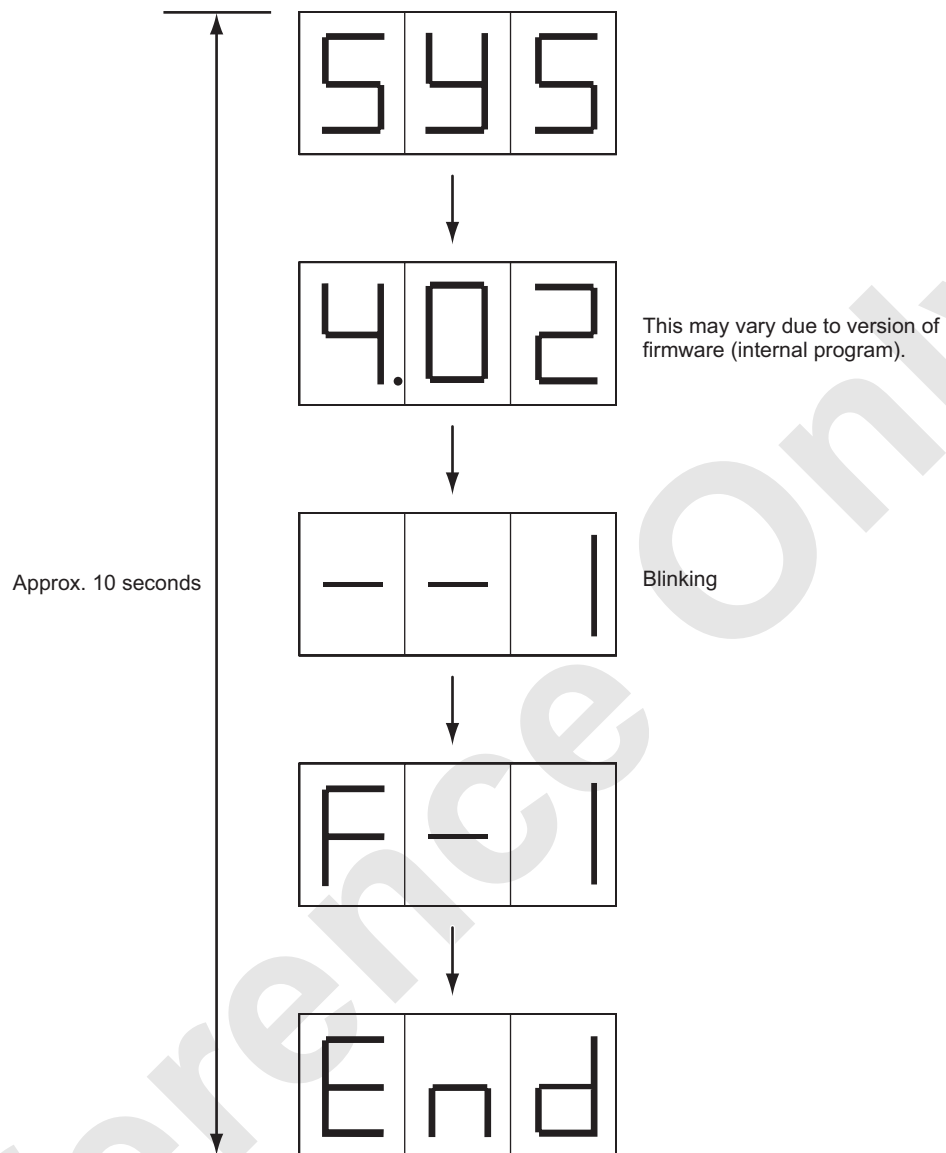 SYS
4.02
This may vary due to version of
firmware (internal program).
Approx. 10 seconds
– – 1
Blinking
F – 1
End
Reference Only